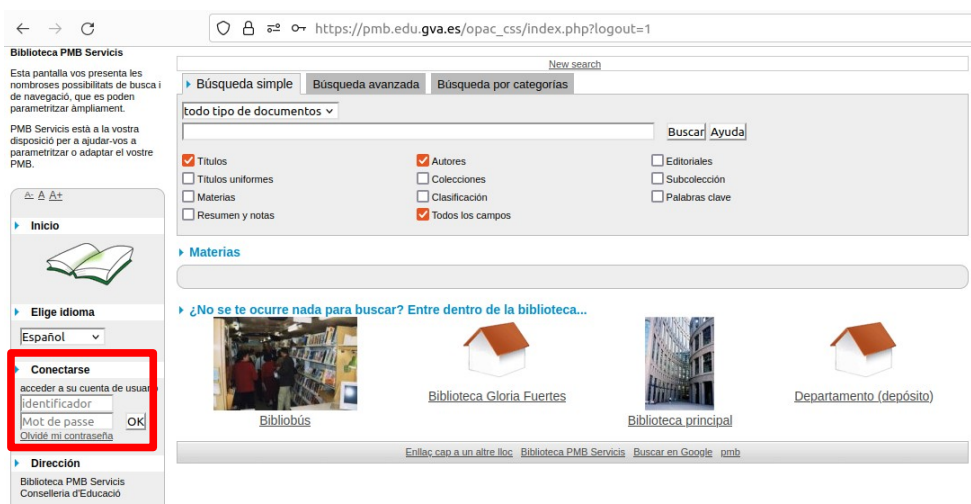 https://pmb.edu.gva.es/opac_css/index.php?logout=1
Biblioteca PMB Servicis
Esta pantalla vos presenta les
nombroses possibilitats de busca i
de navegació, que es poden
parametritzar àmpliament.
PMB Servicis està a la vostra
disposició per a ajudar-vos a
parametritzar o adaptar el vostre
PMB.
A- A A+
Inicio
Elige idioma
Español
Conectarse
acceder a su cuenta de usuario
identificador
Mot de passe OK
Olvidé mi contraseña
Dirección
Biblioteca PMB Servicis
Conselleria d'Educació
New search
Búsqueda simple Búsqueda avanzada Búsqueda por categorías
todo tipo de documentos
Buscar Ayuda
Títulos Autores Editoriales
Títulos uniformes Colecciones Subcolección
Materias Clasificación Palabras clave
Resumen y notas Todos los campos
Materias
¿No se te ocurre nada para buscar? Entre dentro de la biblioteca...
Bibliobús Biblioteca Gloria Fuertes Biblioteca principal Departamento (depósito)
Enllaç cap a un altre lloc Biblioteca PMB Servicis Buscar en Google pmb